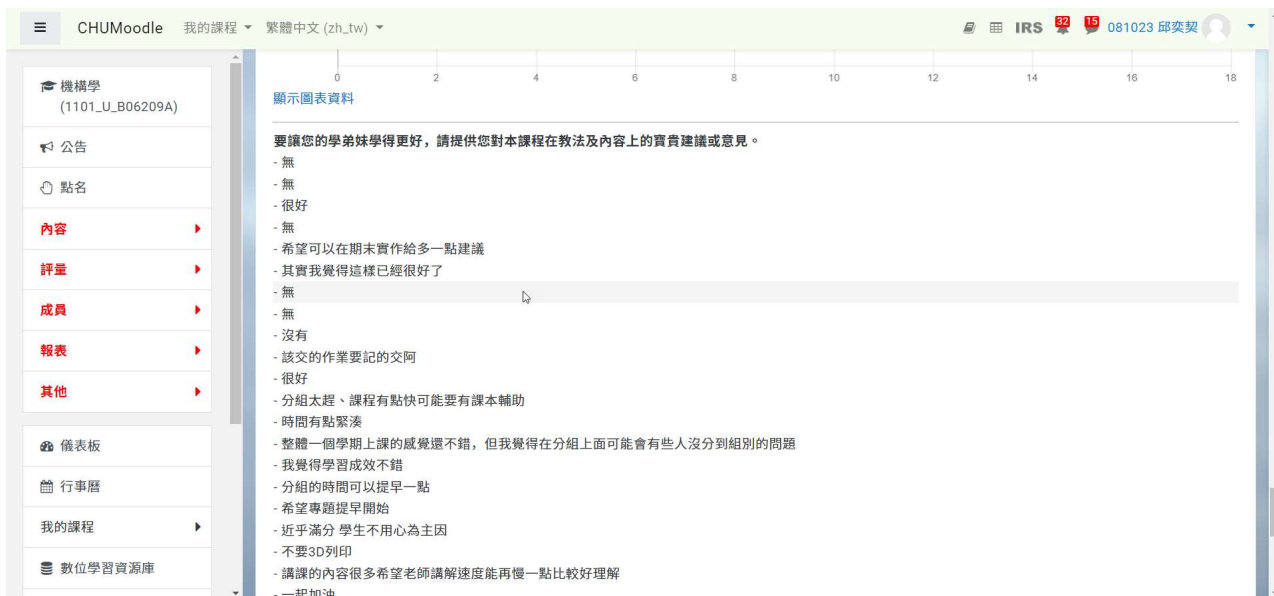 CHUMoodle 我的課程 繁體中文 (zh_tw) IRS 32 15 081023 邱奕契
機構學
(1101_U_B06209A)
公告
點名
內容
評量
成員
報表
其他
儀表板
行事曆
我的課程
數位學習資源庫
0 2 4 6 8 10 12 14 16 18
顯示圖表資料
要讓您的學弟妹學得更好，請提供您對本課程在教法及內容上的寶貴建議或意見。
- 無
- 無
- 很好
- 無
- 希望可以在期末實作給多一點建議
- 其實我覺得這樣已經很好了
- 無
- 無
- 沒有
- 該交的作業要記的交阿
- 很好
- 分組太趕、課程有點快可能要有課本輔助
- 時間有點緊湊
- 整體一個學期上課的感覺還不錯，但我覺得在分組上面可能會有些人沒分到組別的問題
- 我覺得學習成效不錯
- 分組的時間可以提早一點
- 希望專題提早開始
- 近乎滿分 學生不用心為主因
- 不要3D列印
- 講課的內容很多希望老師講解速度能再慢一點比較好理解
- 一起加油